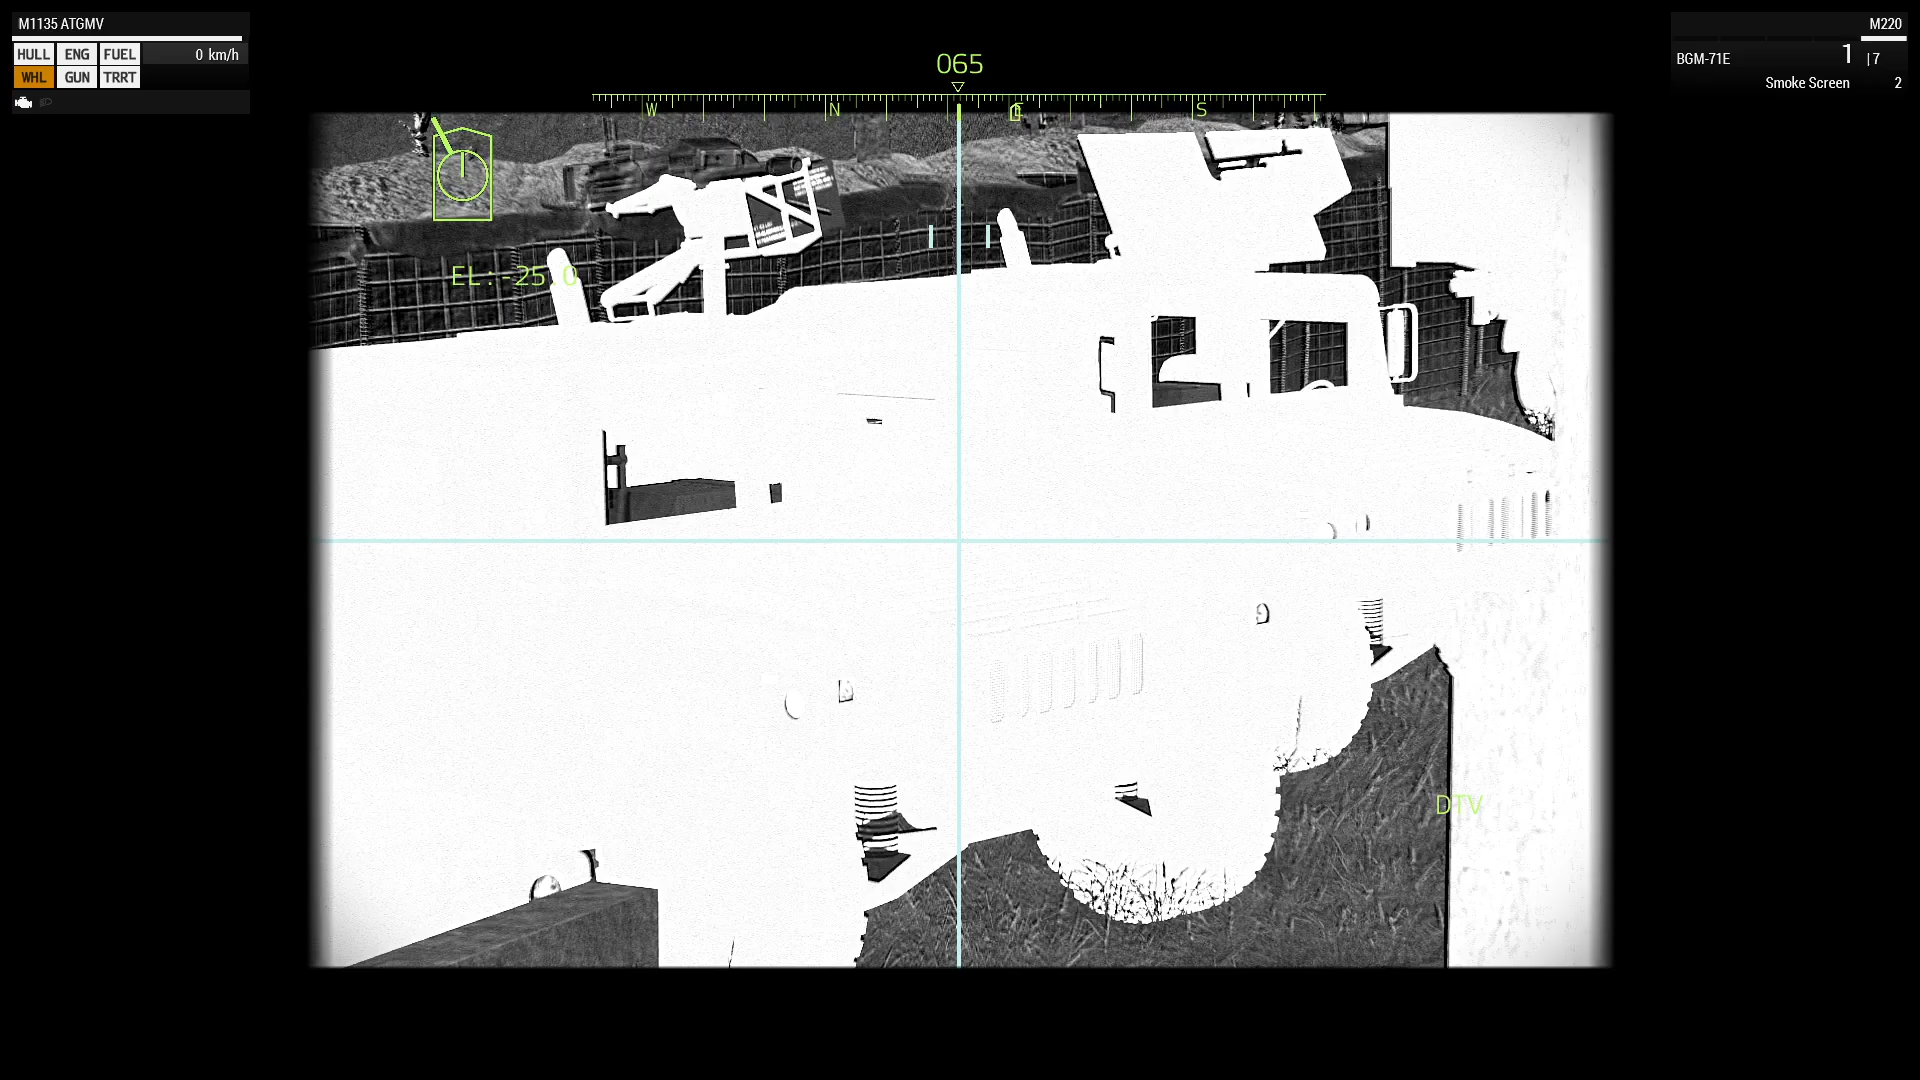 M1135 ATGMV
HULL ENG FUEL 0 km/h
WHL GUN TRRT
M220
BGM-71E 1 |7
Smoke Screen 2
065
W N E S
EL:-25.0
DTV